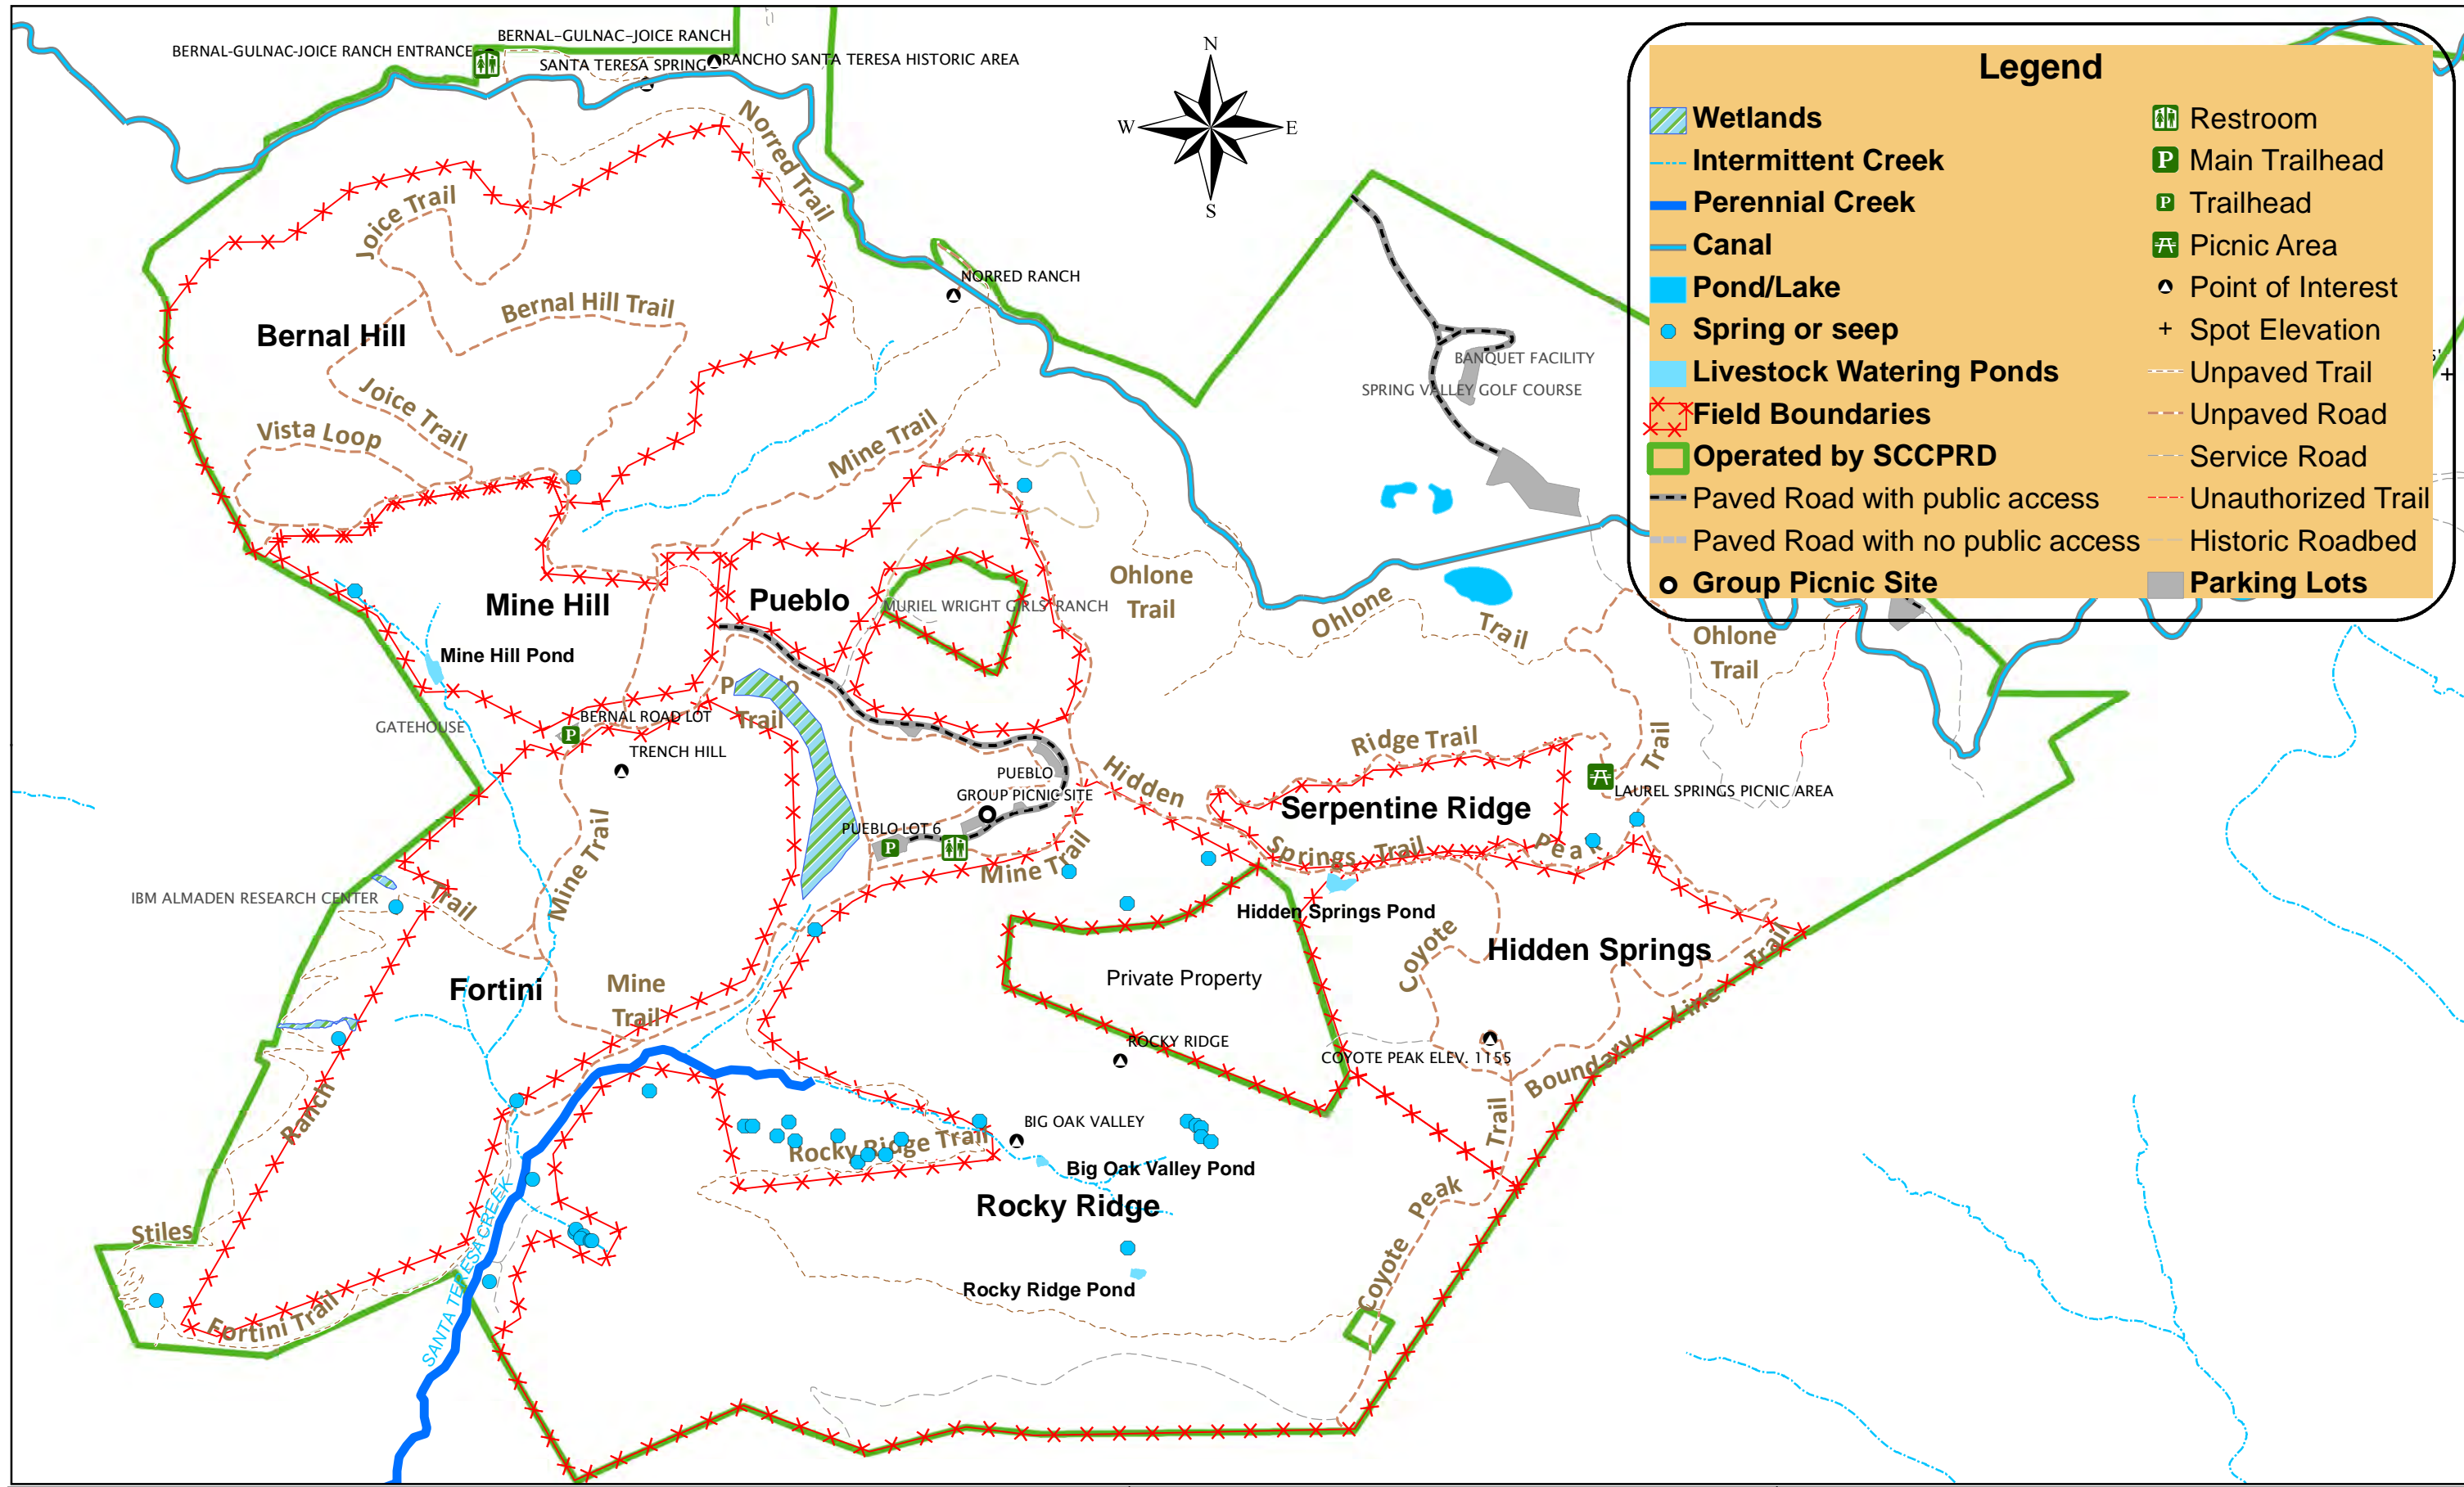 BERNAL-GULNAC-JOICE RANCH
BERNAL-GULNAC-JOICE RANCH ENTRANCE
SANTA TERESA SPRING
RANCHO SANTA TERESA HISTORIC AREA
N
W
E
S
Norred Trail
Joice Trail
NORRED RANCH
Bernal Hill Trail
Bernal Hill
Joice Trail
Vista Loop
Mine Trail
BANQUET FACILITY
SPRING VALLEY GOLF COURSE
Legend
Wetlands
Intermittent Creek
Perennial Creek
Canal
Pond/Lake
Spring or seep
Livestock Watering Ponds
Field Boundaries
Operated by SCCPRD
Paved Road with public access
Paved Road with no public access
Group Picnic Site
Restroom
P Main Trailhead
P Trailhead
Picnic Area
Point of Interest
+ Spot Elevation
Unpaved Trail
Unpaved Road
Service Road
Unauthorized Trail
Historic Roadbed
Parking Lots
+
Mine Hill
Pueblo
MURIEL WRIGHT GIRLS' RANCH
Ohlone
Trail
Ohlone
Trail
Ohlone
Trail
Mine Hill Pond
Pueblo
Trail
GATEHOUSE
BERNAL ROAD LOT
P
TRENCH HILL
Ridge Trail
Trail
Hidden
PUEBLO
GROUP PICNIC SITE
Serpentine Ridge
LAUREL SPRINGS PICNIC AREA
PUEBLO LOT 6
P
Mine Trail
Mine Trail
Springs Trail
Peak
IBM ALMADEN RESEARCH CENTER
Trail
Hidden Springs Pond
Coyote
Hidden Springs
Trail
Private Property
Fortini
Mine
Trail
Line
ROCKY RIDGE
COYOTE PEAK ELEV. 1155
Boundary
Ranch
BIG OAK VALLEY
Trail
Rocky Ridge Trail
Big Oak Valley Pond
Rocky Ridge
Peak
Stiles
SANTA TERESA CREEK
Coyote
Rocky Ridge Pond
Fortini Trail